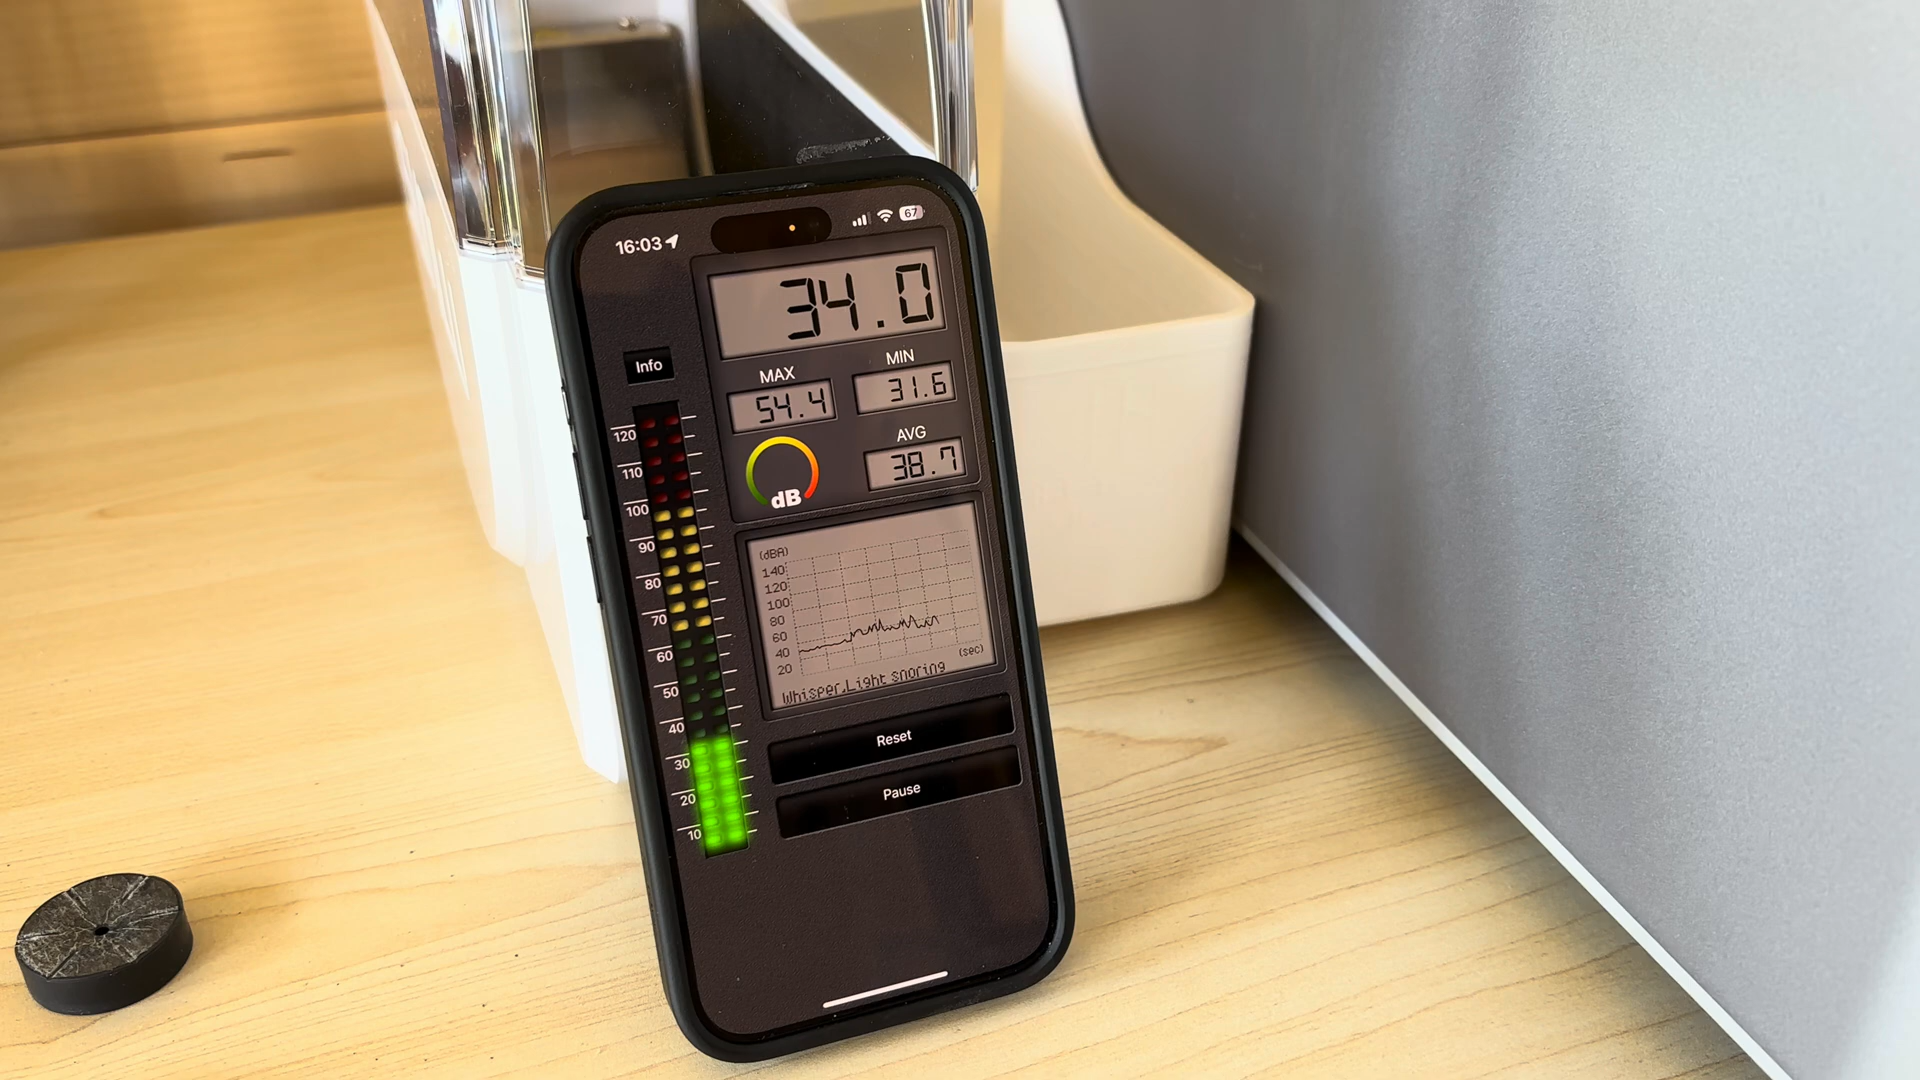 16:03
67
34.0
Info
MAX
MIN
54.4
31.6
AVG
38.7
dB
120
110
100
90
80
70
60
50
40
30
20
10
(dBA)
140
120
100
80
60
40
20
(sec)
Whisper,Light snoring
Reset
Pause